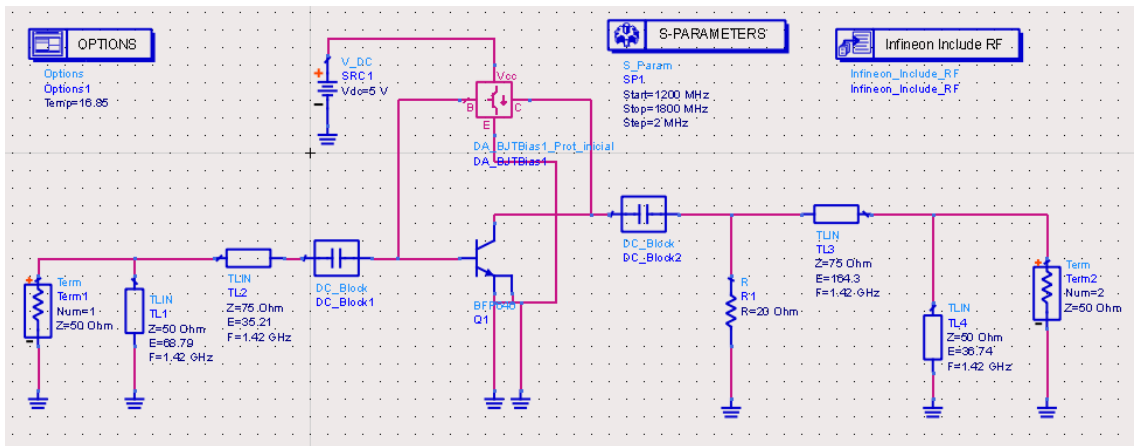 OPTIONS
Options
Options1
Temp=16.85
V_DC
SRC1
Vdc=5 V
Vcc
B
C
E
DA_BJTBias1_Prot_inicial
DA_BJTBias1
S-PARAMETERS
S_Param
SP1
Start=1200 MHz
Stop=1800 MHz
Step=2 MHz
Infineon Include RF
Infineon_Include_RF
Infineon_Include_RF
Term
Term1
Num=1
Z=50 Ohm
TLIN
TL1
Z=50 Ohm
E=68.79
F=1.42 GHz
TLIN
TL2
Z=75 Ohm
E=35.21
F=1.42 GHz
DC_Block
DC_Block1
Q1
DC_Block
DC_Block2
R
R1
R=20 Ohm
TLIN
TL3
Z=75 Ohm
E=164.3
F=1.42 GHz
TLIN
TL4
Z=50 Ohm
E=36.74
F=1.42 GHz
Term
Term2
Num=2
Z=50 Ohm